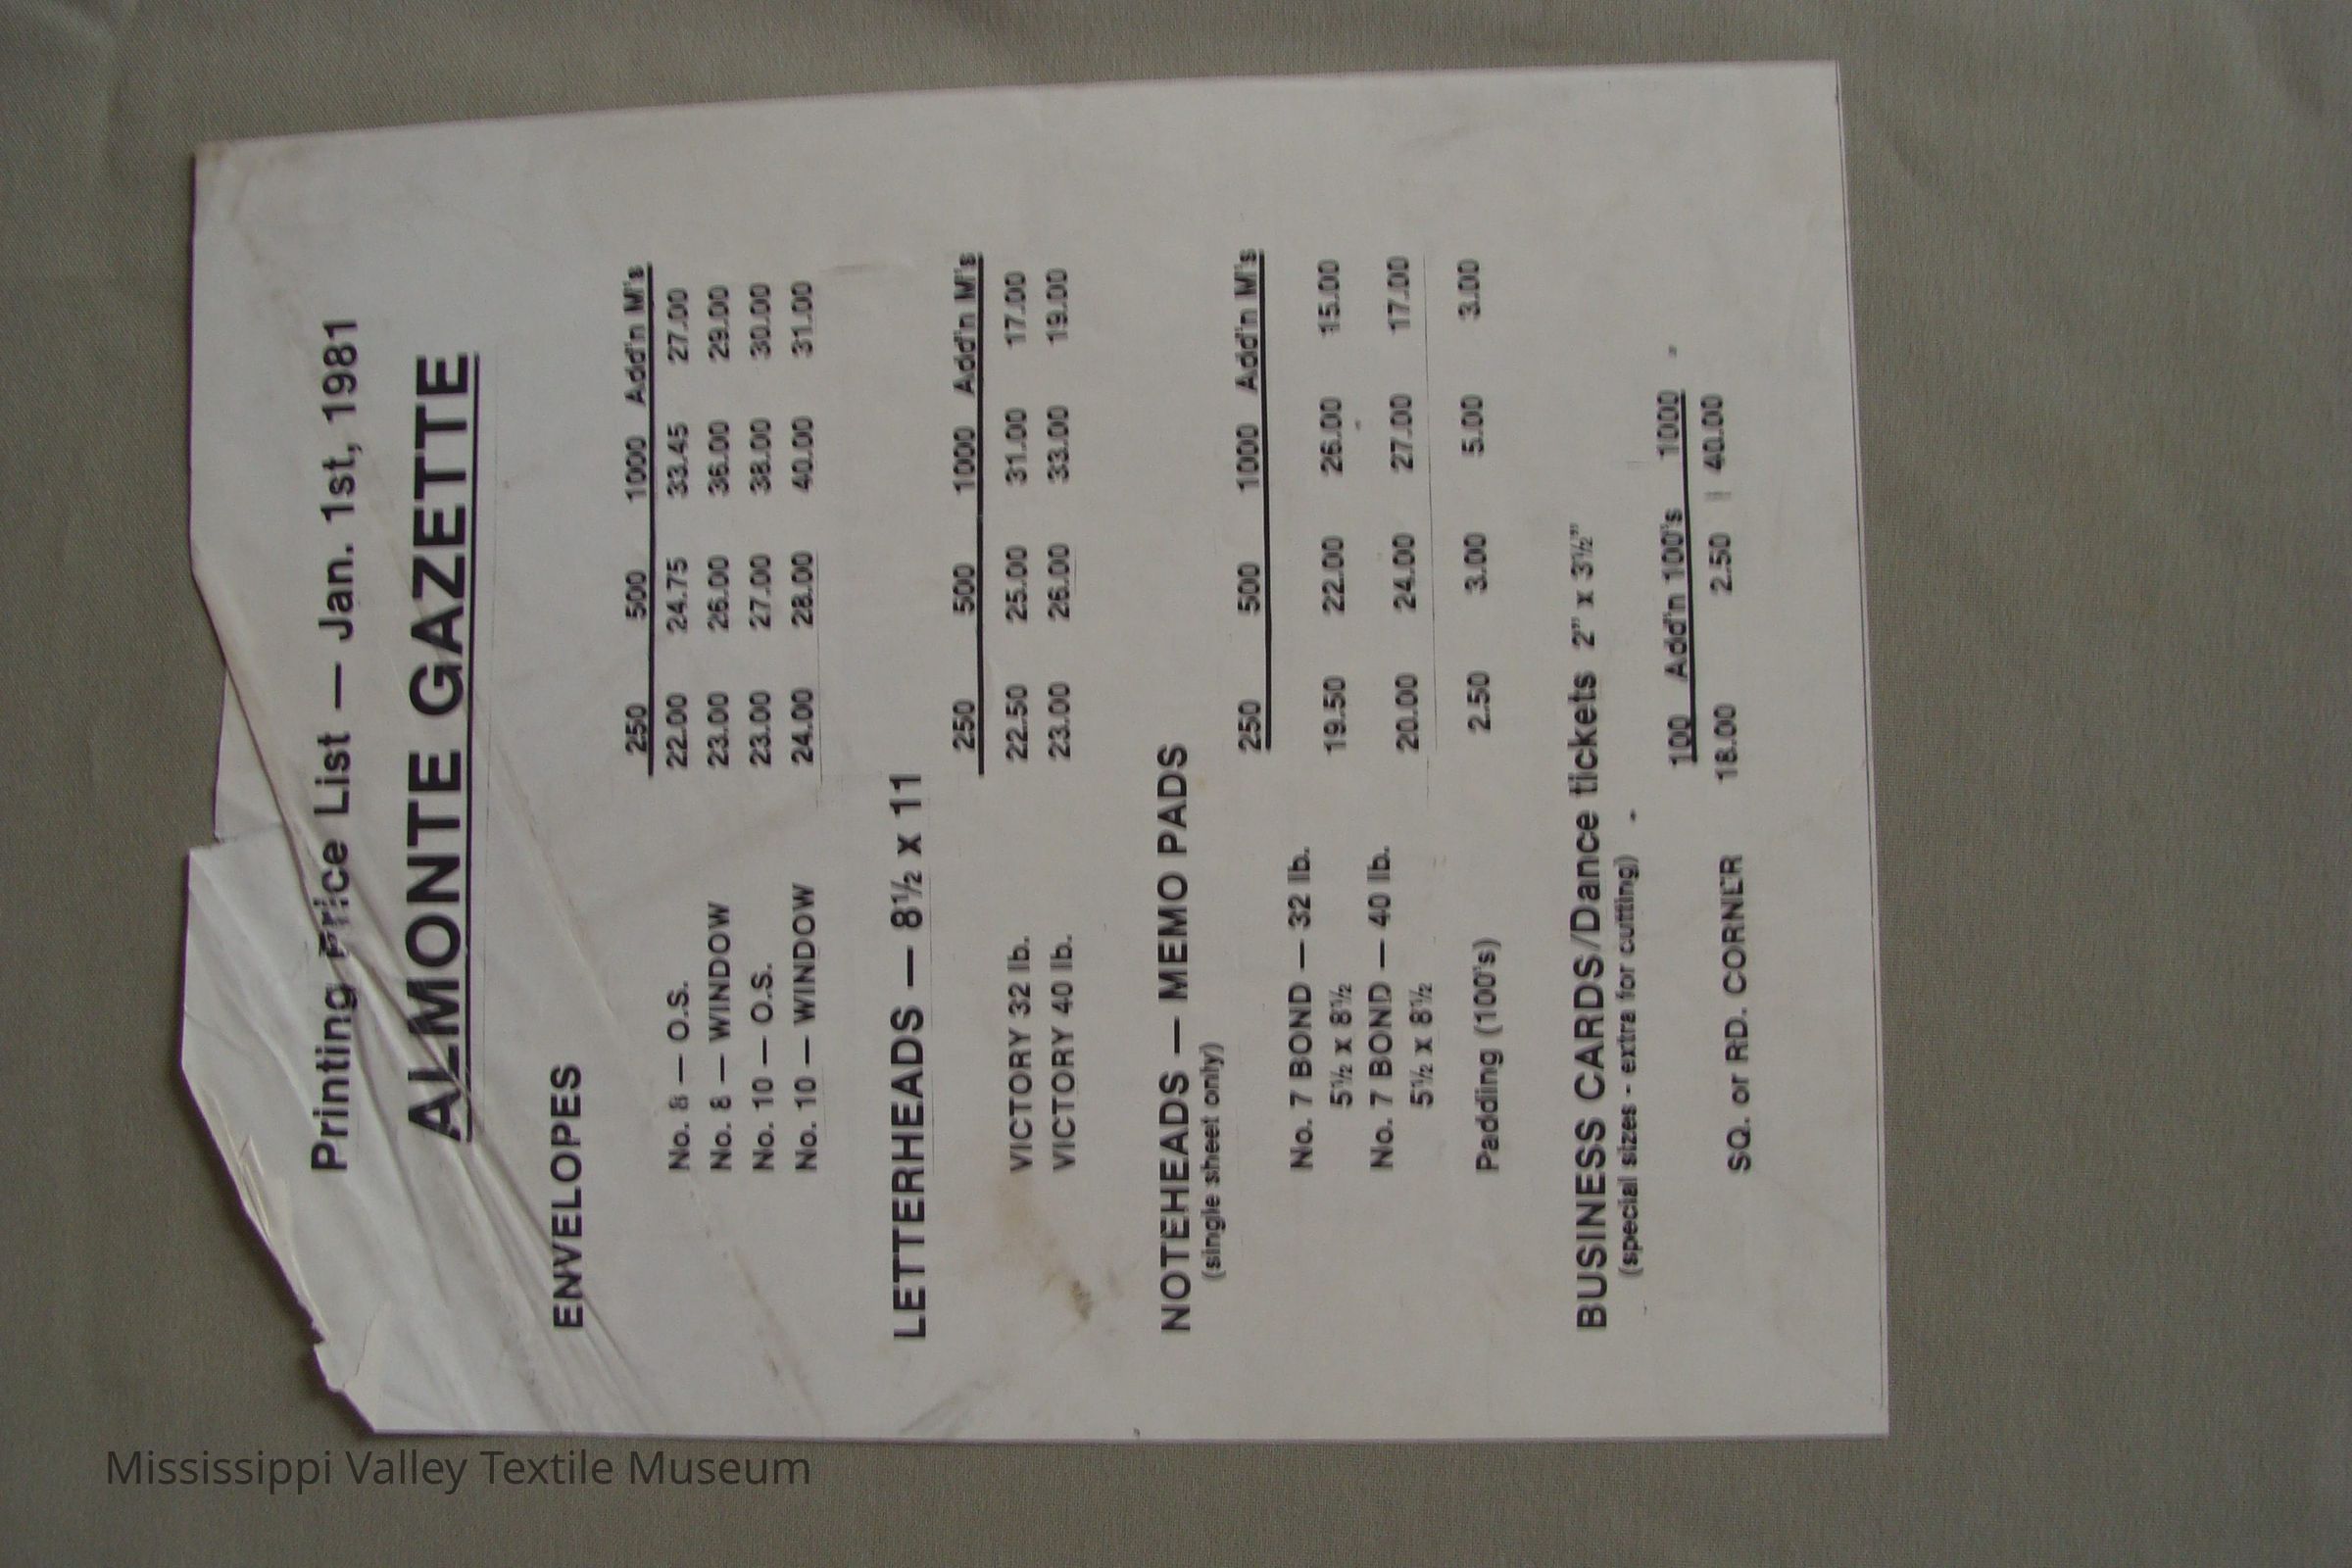 Printing Price List — Jan. 1st, 1981
ALMONTE GAZETTE
ENVELOPES
250 500 1000 Add'n M's
No. 8 — O.S. 22.00 24.75 33.45 27.00
No. 8 — WINDOW 23.00 26.00 36.00 29.00
No. 10 — O.S. 23.00 27.00 38.00 30.00
No. 10 — WINDOW 24.00 28.00 40.00 31.00
LETTERHEADS — 8½ x 11
250 500 1000 Add'n M's
VICTORY 32 lb. 22.50 25.00 31.00 17.00
VICTORY 40 lb. 23.00 26.00 33.00 19.00
NOTEHEADS — MEMO PADS
(single sheet only)
250 500 1000 Add'n M's
No. 7 BOND — 32 lb.
5½ x 8½ 19.50 22.00 26.00 15.00
No. 7 BOND — 40 lb.
5½ x 8½ 20.00 24.00 27.00 17.00
Padding (100's) 2.50 3.00 5.00 3.00
BUSINESS CARDS/Dance tickets 2" x 3½"
(special sizes - extra for cutting)
100 Add'n 100's 1000
SQ. or RD. CORNER 18.00 2.50 40.00
Mississippi Valley Textile Museum